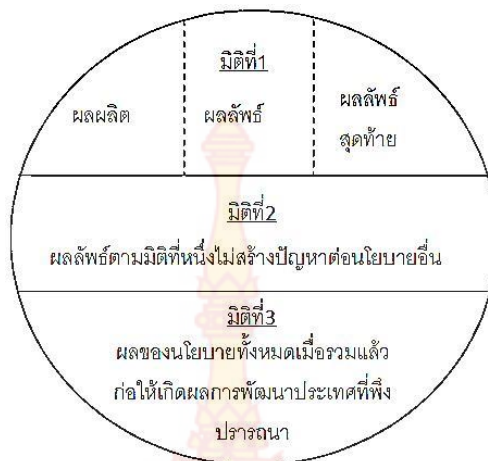 มิติที่1
ผลผลิต
ผลลัพธ์
ผลลัพธ์
สุดท้าย
มิติที่2
ผลลัพธ์ตามมิติที่หนึ่งไม่สร้างปัญหาต่อนโยบายอื่น
มิติที่3
ผลของนโยบายทั้งหมดเมื่อรวมแล้ว
ก่อให้เกิดผลการพัฒนาประเทศที่พึง
ปรารถนา